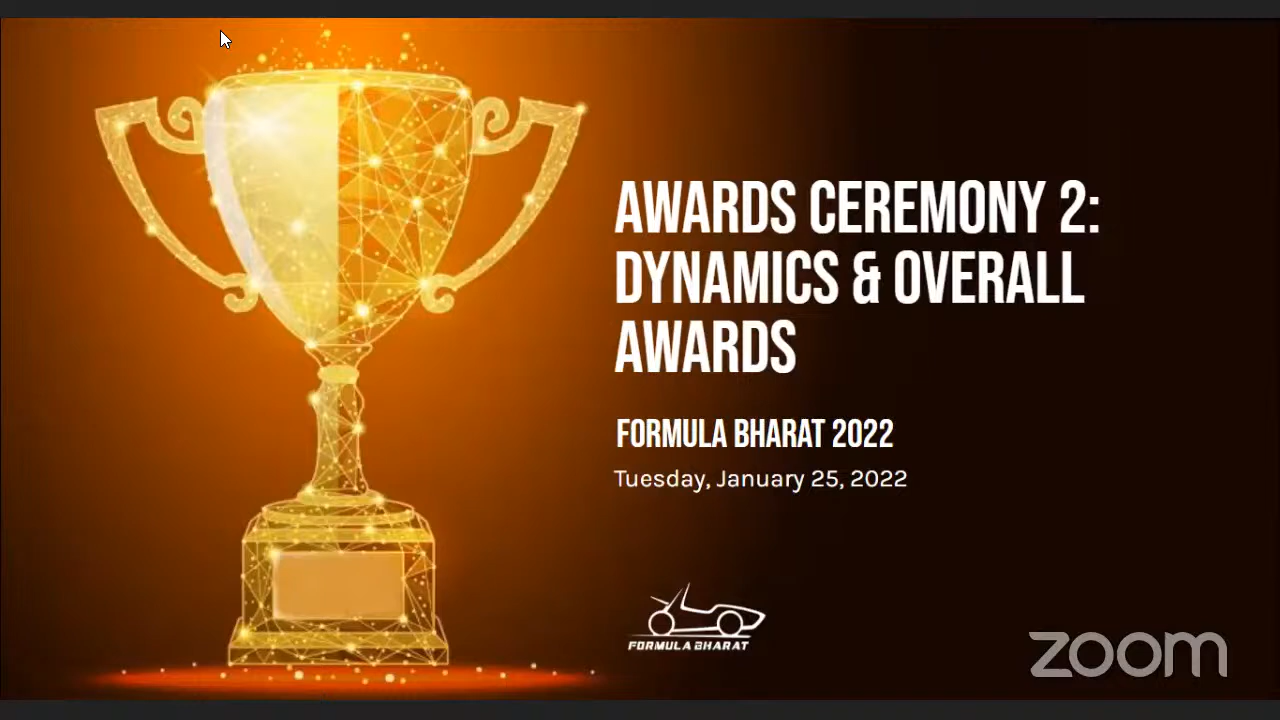 AWARDS CEREMONY 2:
DYNAMICS & OVERALL
AWARDS
FORMULA BHARAT 2022
Tuesday, January 25, 2022
FORMULA BHARAT
zoom